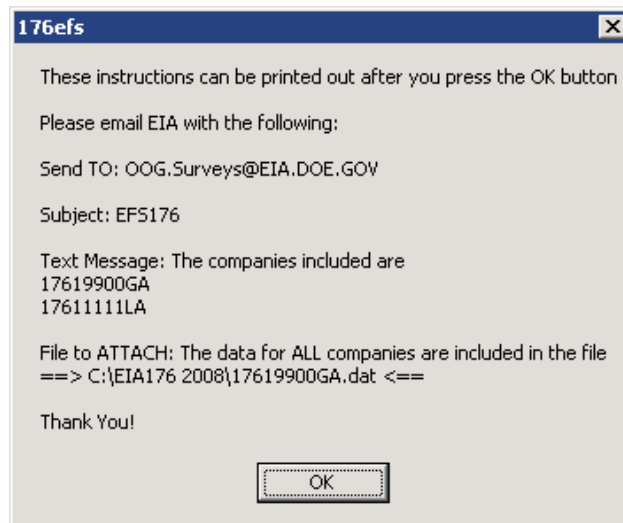 176efs
These instructions can be printed out after you press the OK button
Please email EIA with the following:
Send TO: OOG.Surveys@EIA.DOE.GOV
Subject: EFS176
Text Message: The companies included are
17619900GA
17611111LA
File to ATTACH: The data for ALL companies are included in the file
==> C:\EIA176 2008\17619900GA.dat <==
Thank You!
OK